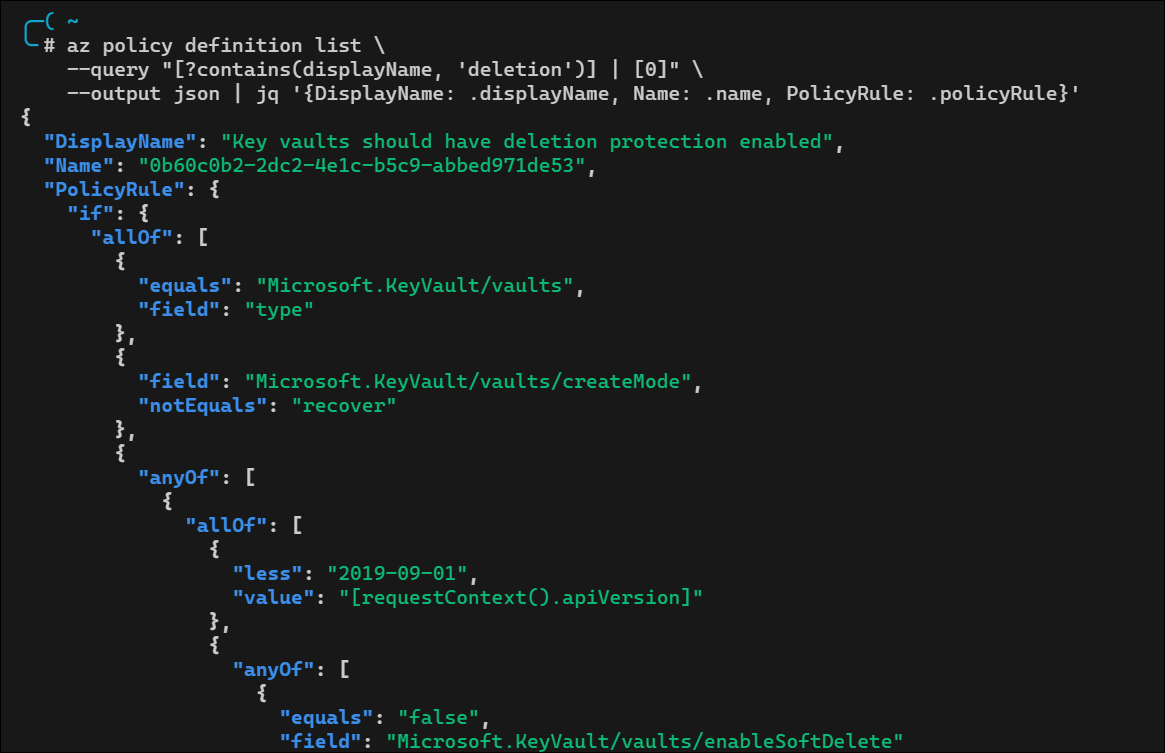 ~
# az policy definition list \
--query "[?contains(displayName, 'deletion')] | [0]" \
--output json | jq '{DisplayName: .displayName, Name: .name, PolicyRule: .policyRule}'
{
"DisplayName": "Key vaults should have deletion protection enabled",
"Name": "0b60c0b2-2dc2-4e1c-b5c9-abbed971de53",
"PolicyRule": {
"if": {
"allOf": [
{
"equals": "Microsoft.KeyVault/vaults",
"field": "type"
},
{
"field": "Microsoft.KeyVault/vaults/createMode",
"notEquals": "recover"
},
{
"anyOf": [
{
"allOf": [
{
"less": "2019-09-01",
"value": "[requestContext().apiVersion]"
},
{
"anyOf": [
{
"equals": "false",
"field": "Microsoft.KeyVault/vaults/enableSoftDelete"